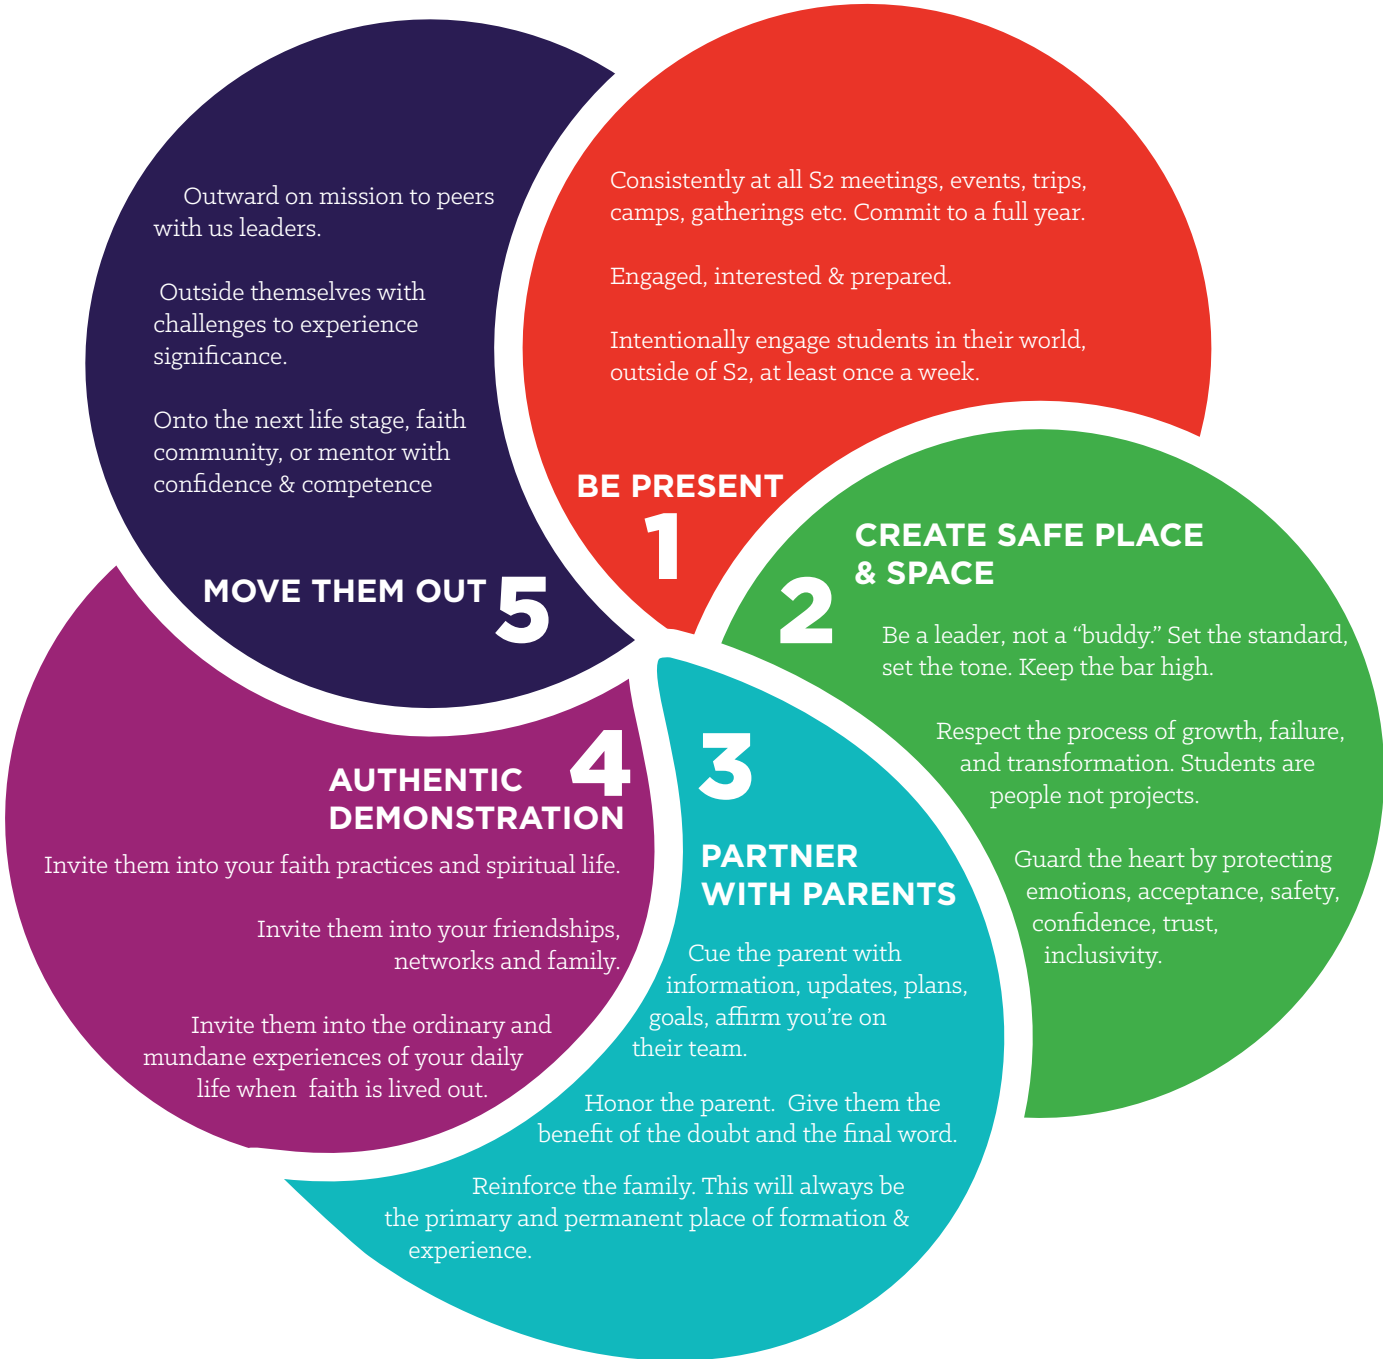 Consistently at all S2 meetings, events, trips,
camps, gatherings etc. Commit to a full year.
Engaged, interested & prepared.
Intentionally engage students in their world,
outside of S2, at least once a week.
BE PRESENT
1
CREATE SAFE PLACE
& SPACE
2
Be a leader, not a “buddy.” Set the standard,
set the tone. Keep the bar high.
Respect the process of growth, failure,
and transformation. Students are
people not projects.
Guard the heart by protecting
emotions, acceptance, safety,
confidence, trust,
inclusivity.
3
PARTNER
WITH PARENTS
Cue the parent with
information, updates, plans,
goals, affirm you’re on
their team.
Honor the parent.  Give them the
benefit of the doubt and the final word.
Reinforce the family. This will always be
the primary and permanent place of formation &
experience.
4
AUTHENTIC
DEMONSTRATION
Invite them into your faith practices and spiritual life.
Invite them into your friendships,
networks and family.
Invite them into the ordinary and
mundane experiences of your daily
life when  faith is lived out.
Outward on mission to peers
with us leaders.
Outside themselves with
challenges to experience
significance.
Onto the next life stage, faith
community, or mentor with
confidence & competence
MOVE THEM OUT 5